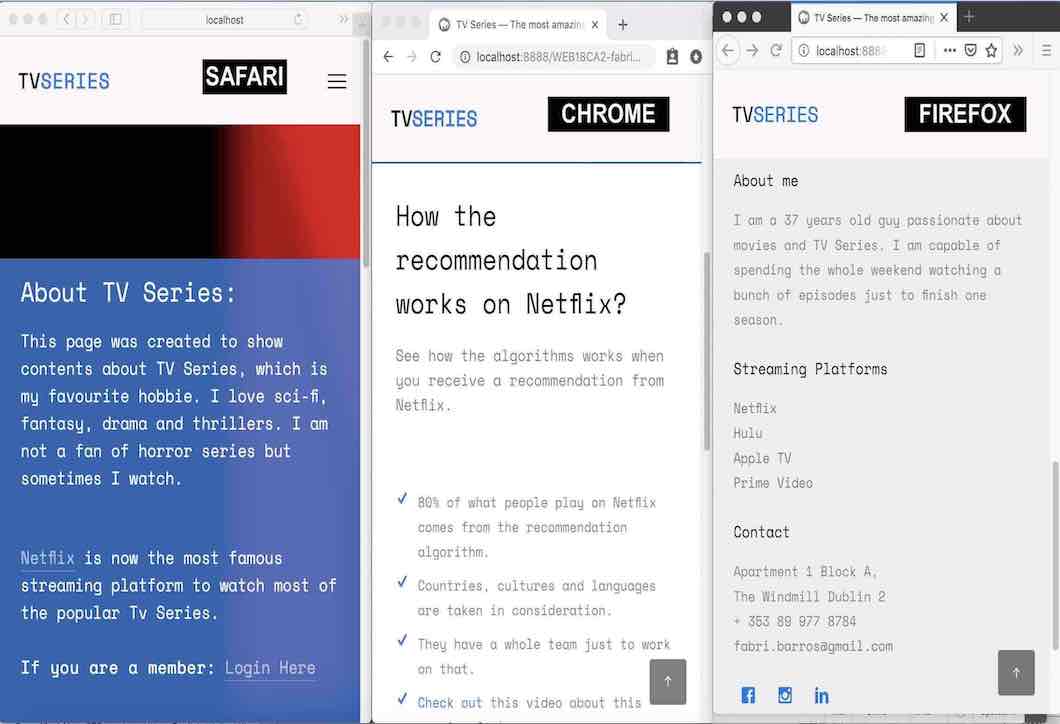 localhost
TVSERIES
SAFARI
About TV Series:
This page was created to show
contents about TV Series, which is
my favourite hobbie. I love sci-fi,
fantasy, drama and thrillers. I am
not a fan of horror series but
sometimes I watch.
Netflix is now the most famous
streaming platform to watch most of
the popular Tv Series.
If you are a member: Login Here
TV Series — The most amazing
localhost:8888/WEB18CA2-fabri...
TVSERIES
CHROME
How the
recommendation
works on Netflix?
See how the algorithms works when
you receive a recommendation from
Netflix.
80% of what people play on Netflix
comes from the recommendation
algorithm.
Countries, cultures and languages
are taken in consideration.
They have a whole team just to work
on that.
Check out this video about this
TV Series — The most amazing
localhost:8888
TVSERIES
FIREFOX
About me
I am a 37 years old guy passionate about
movies and TV Series. I am capable of
spending the whole weekend watching a
bunch of episodes just to finish one
season.
Streaming Platforms
Netflix
Hulu
Apple TV
Prime Video
Contact
Apartment 1 Block A,
The Windmill Dublin 2
+ 353 89 977 8784
fabri.barros@gmail.com